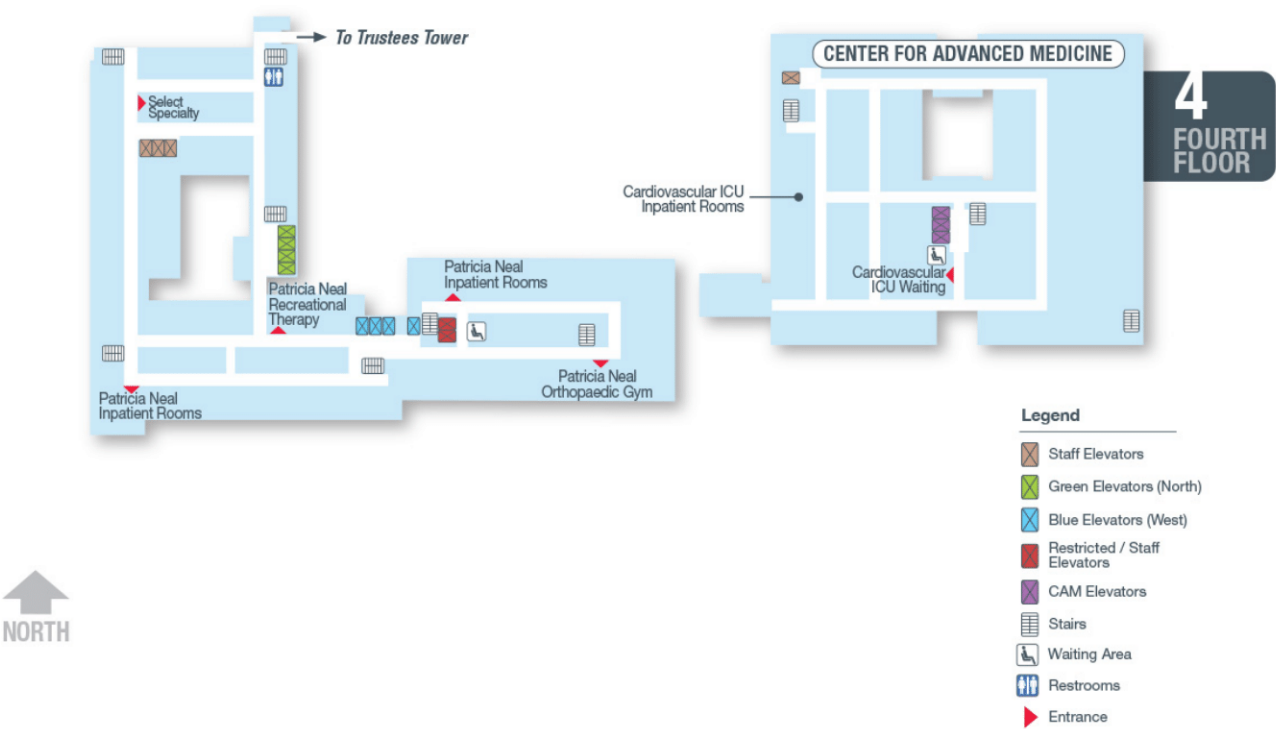 To Trustees Tower
Select
Specialty
Patricia Neal
Recreational
Therapy
Patricia Neal
Inpatient Rooms
Patricia Neal
Orthopaedic Gym
Patricia Neal
Inpatient Rooms
CENTER FOR ADVANCED MEDICINE
4
FOURTH
FLOOR
Cardiovascular ICU
Inpatient Rooms
Cardiovascular
ICU Waiting
NORTH
Legend
Staff Elevators
Green Elevators (North)
Blue Elevators (West)
Restricted / Staff
Elevators
CAM Elevators
Stairs
Waiting Area
Restrooms
Entrance